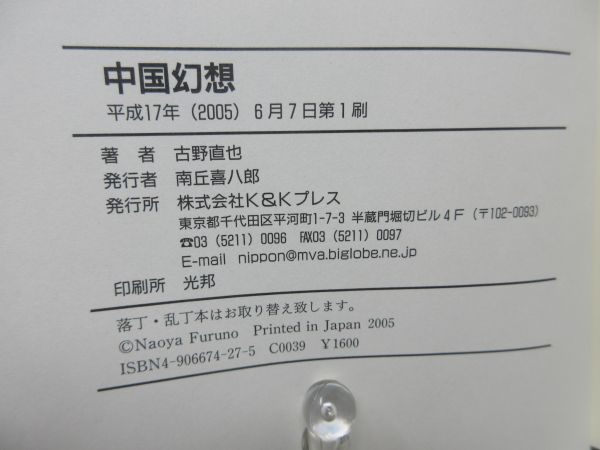 中国幻想
平成17年（2005）6月7日第1刷
著　者　古野直也
発行者　南丘喜八郎
発行所　株式会社K&Kプレス
東京都千代田区平河町1-7-3 半蔵門堀切ビル4F（〒102-0093）
☎03（5211）0096　FAX03（5211）5097
E-mail　nippon@mva.biglobe.ne.jp
印刷所　光邦
落丁・乱丁本はお取り替え致します。
©Naoya Furuno　Printed in Japan 2005
ISBN4-906674-27-5　C0039　¥1600